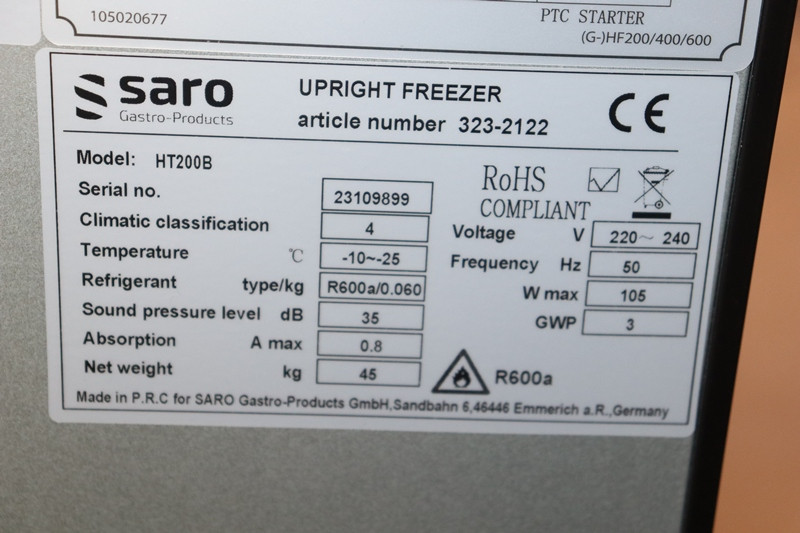 105020677
PTC STARTER
(G-)HF200/400/600
saro
Gastro-Products
UPRIGHT FREEZER
article number 323-2122
CE
Model: HT200B
RoHS
COMPLIANT
Serial no. 23109899
Climatic classification 4
Temperature °C -10~-25
Refrigerant type/kg R600a/0.060
Sound pressure level dB 35
Absorption A max 0.8
Net weight kg 45
Voltage V 220~ 240
Frequency Hz 50
W max 105
GWP 3
R600a
Made in P.R.C for SARO Gastro-Products GmbH,Sandbahn 6,46446 Emmerich a.R.,Germany